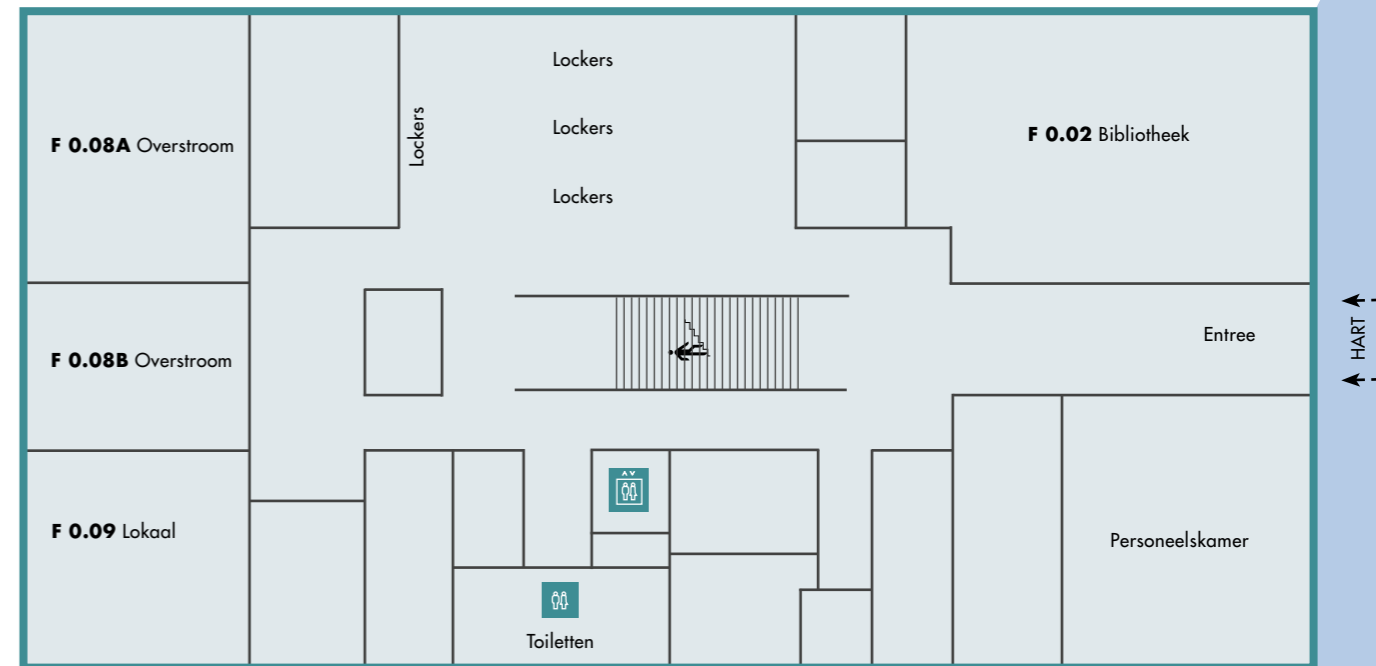 Lockers
F 0.02 Bibliotheek
Lockers
Lockers
F 0.08A Overstroom
Lockers
HART
Entree
F 0.08B Overstroom
F 0.09 Lokaal
Personeelskamer
Toiletten